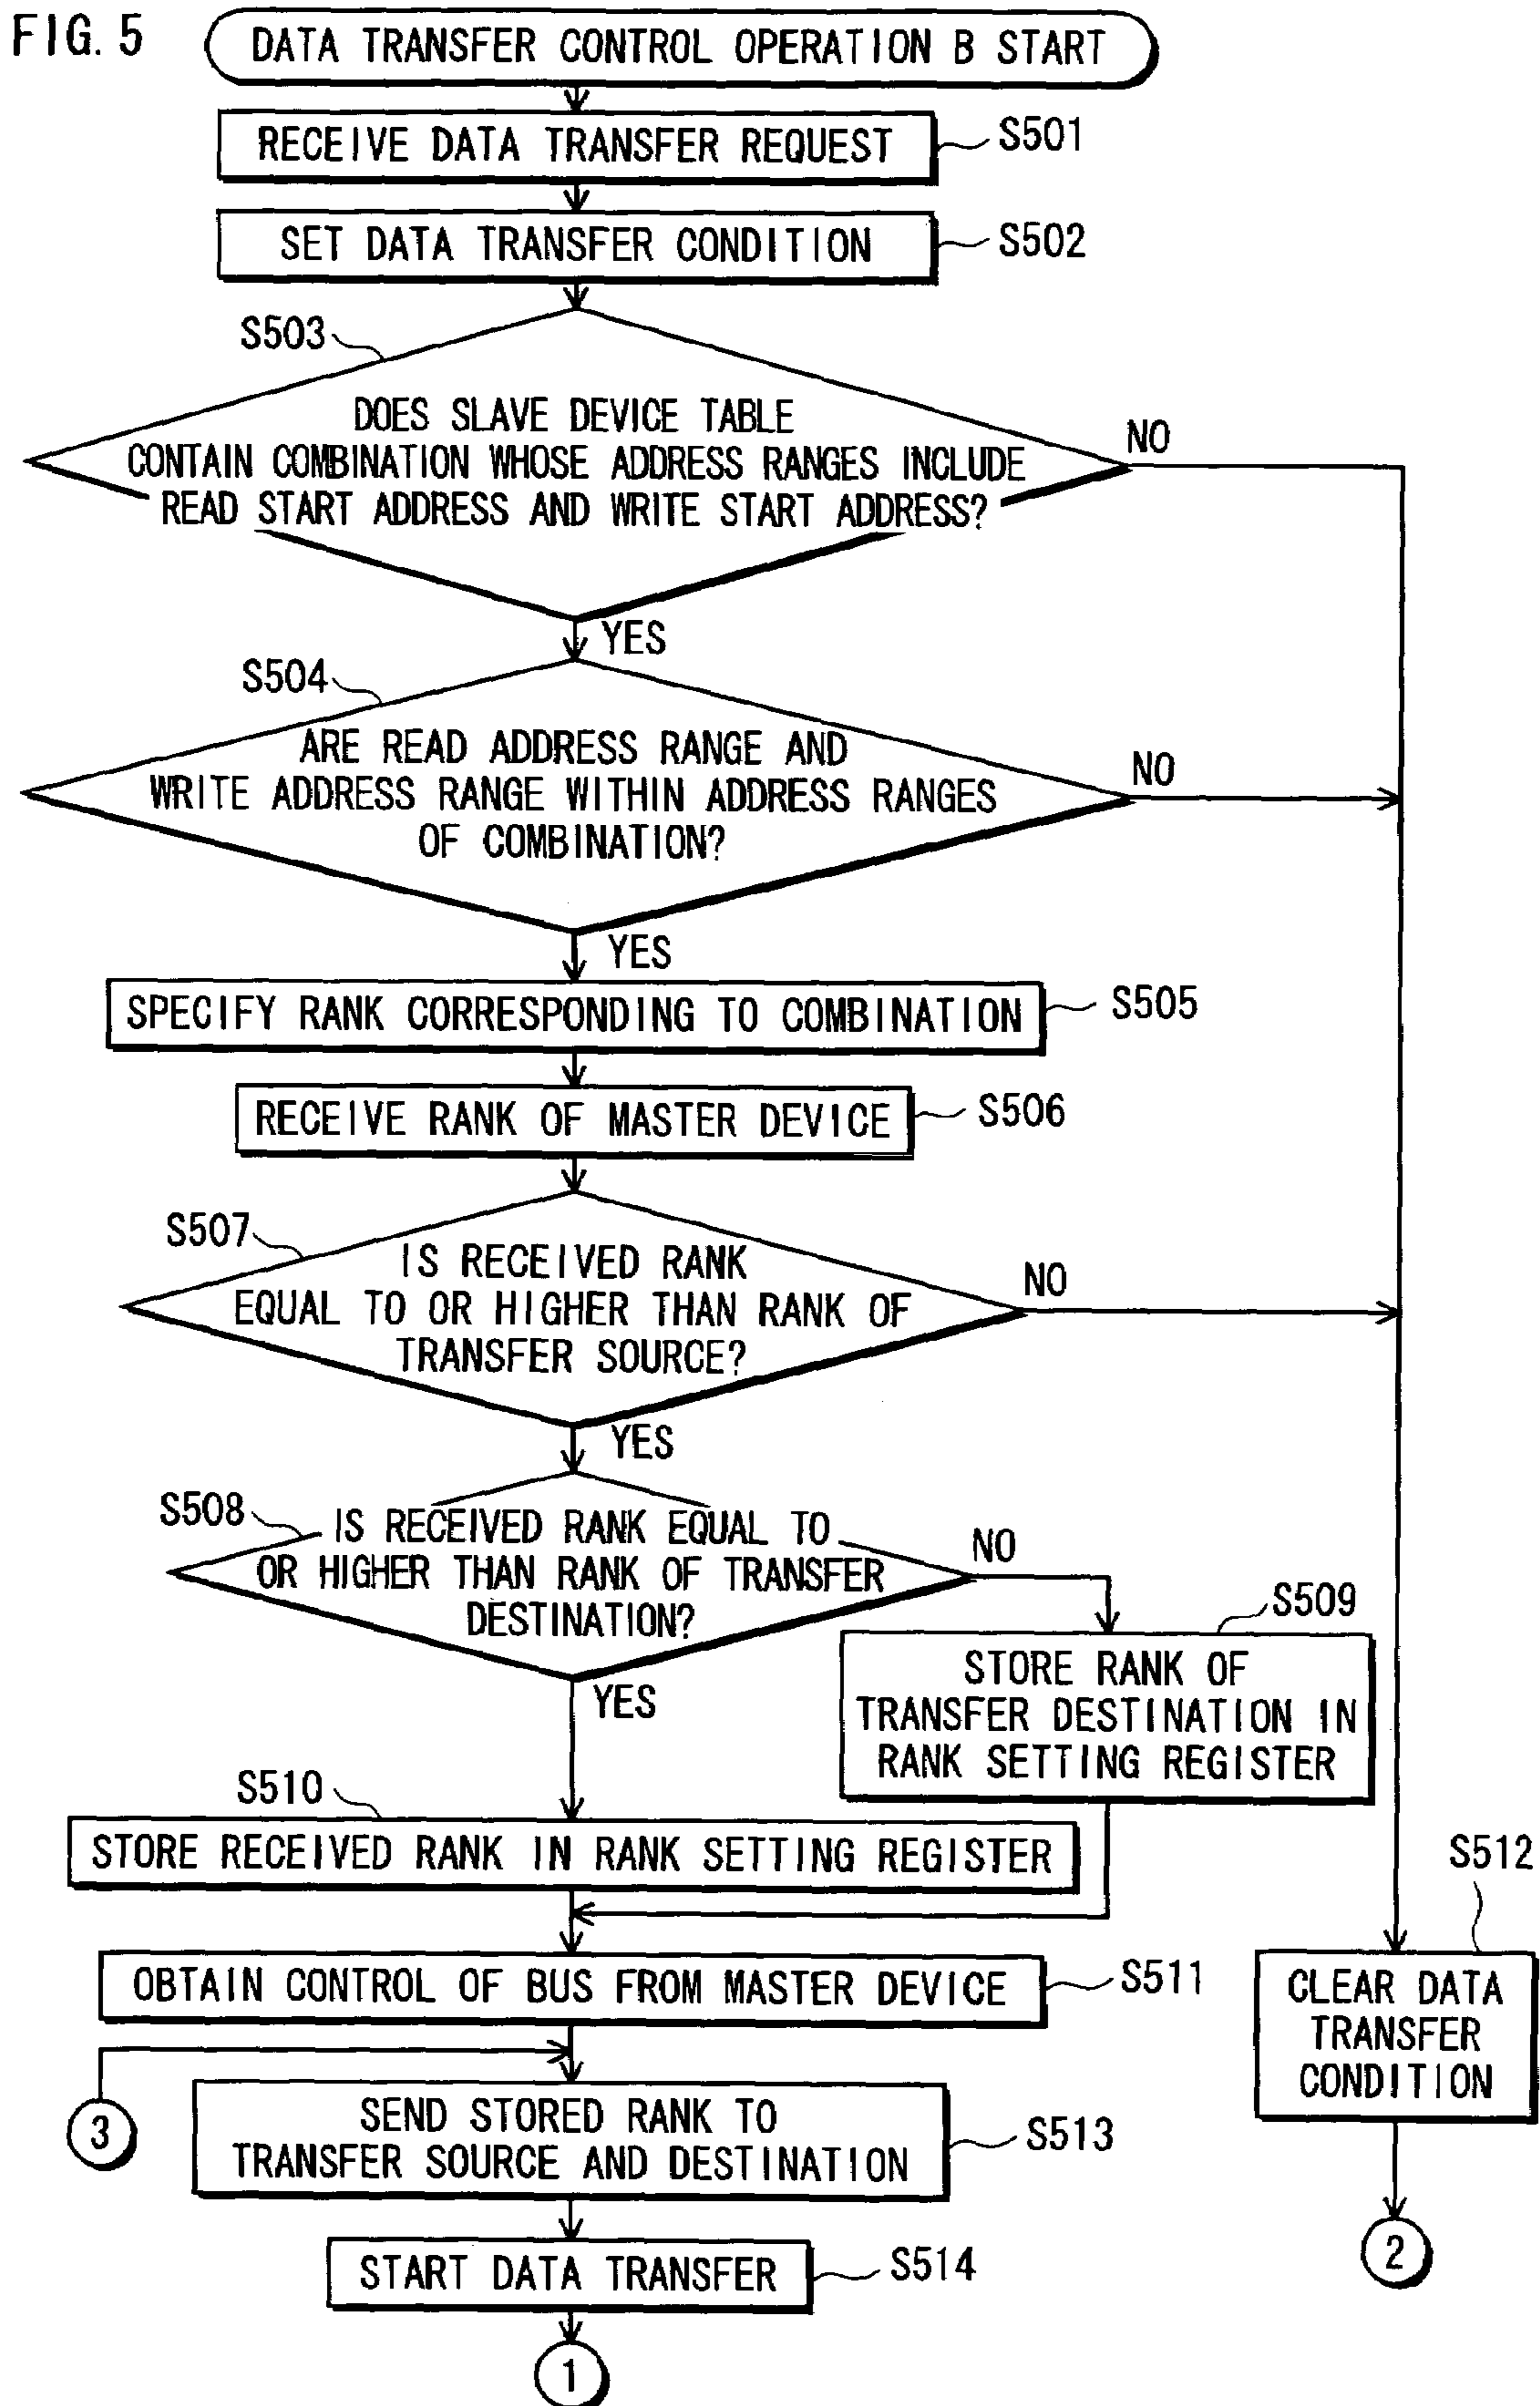 FIG. 5
DATA TRANSFER CONTROL OPERATION B START
RECEIVE DATA TRANSFER REQUEST
S501
SET DATA TRANSFER CONDITION
S502
S503
DOES SLAVE DEVICE TABLE
CONTAIN COMBINATION WHOSE ADDRESS RANGES INCLUDE
READ START ADDRESS AND WRITE START ADDRESS?
NO
YES
S504
ARE READ ADDRESS RANGE AND
WRITE ADDRESS RANGE WITHIN ADDRESS RANGES
OF COMBINATION?
NO
YES
SPECIFY RANK CORRESPONDING TO COMBINATION
S505
RECEIVE RANK OF MASTER DEVICE
S506
S507
IS RECEIVED RANK
EQUAL TO OR HIGHER THAN RANK OF
TRANSFER SOURCE?
NO
YES
S508
IS RECEIVED RANK EQUAL TO
OR HIGHER THAN RANK OF TRANSFER
DESTINATION?
NO
YES
S509
STORE RANK OF
TRANSFER DESTINATION IN
RANK SETTING REGISTER
S510
STORE RECEIVED RANK IN RANK SETTING REGISTER
OBTAIN CONTROL OF BUS FROM MASTER DEVICE
S511
S512
CLEAR DATA
TRANSFER
CONDITION
3
SEND STORED RANK TO
TRANSFER SOURCE AND DESTINATION
S513
2
START DATA TRANSFER
S514
1